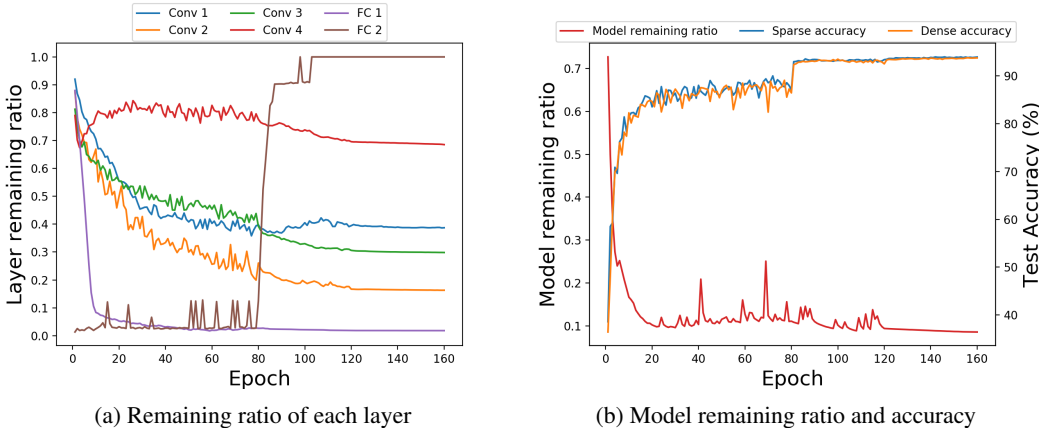 Conv 1 Conv 3 FC 1
Conv 2 Conv 4 FC 2
Layer remaining ratio
1.0
0.9
0.8
0.7
0.6
0.5
0.4
0.3
0.2
0.1
0.0
0 20 40 60 80 100 120 140 160
Epoch
(a) Remaining ratio of each layer
Model remaining ratio Sparse accuracy Dense accuracy
Model remaining ratio
0.7
0.6
0.5
0.4
0.3
0.2
0.1
90
80
70
60
50
40
Test Accuracy (%)
0 20 40 60 80 100 120 140 160
Epoch
(b) Model remaining ratio and accuracy